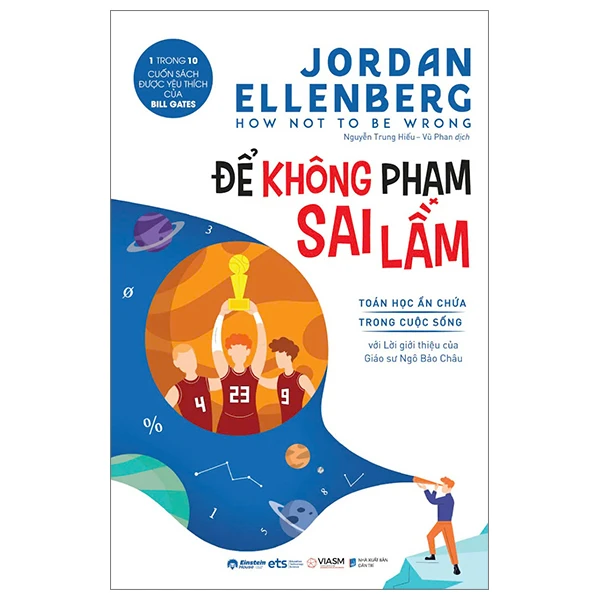 1 TRONG 10
CUỐN SÁCH
ĐƯỢC YÊU THÍCH
CỦA
BILL GATES
JORDAN
ELLENBERG
HOW NOT TO BE WRONG
Nguyễn Trung Hiếu – Vũ Phan dịch
ĐỂ KHÔNG PHẠM
SAI LẦM
TOÁN HỌC ẨN CHỨA
TRONG CUỘC SỐNG
với Lời giới thiệu của
Giáo sư Ngô Bảo Châu
3
Ø
4
23
9
%
1
5
8
Einstein
ets
VIASM
NHÀ XUẤT BẢN
DÂN TRÍ